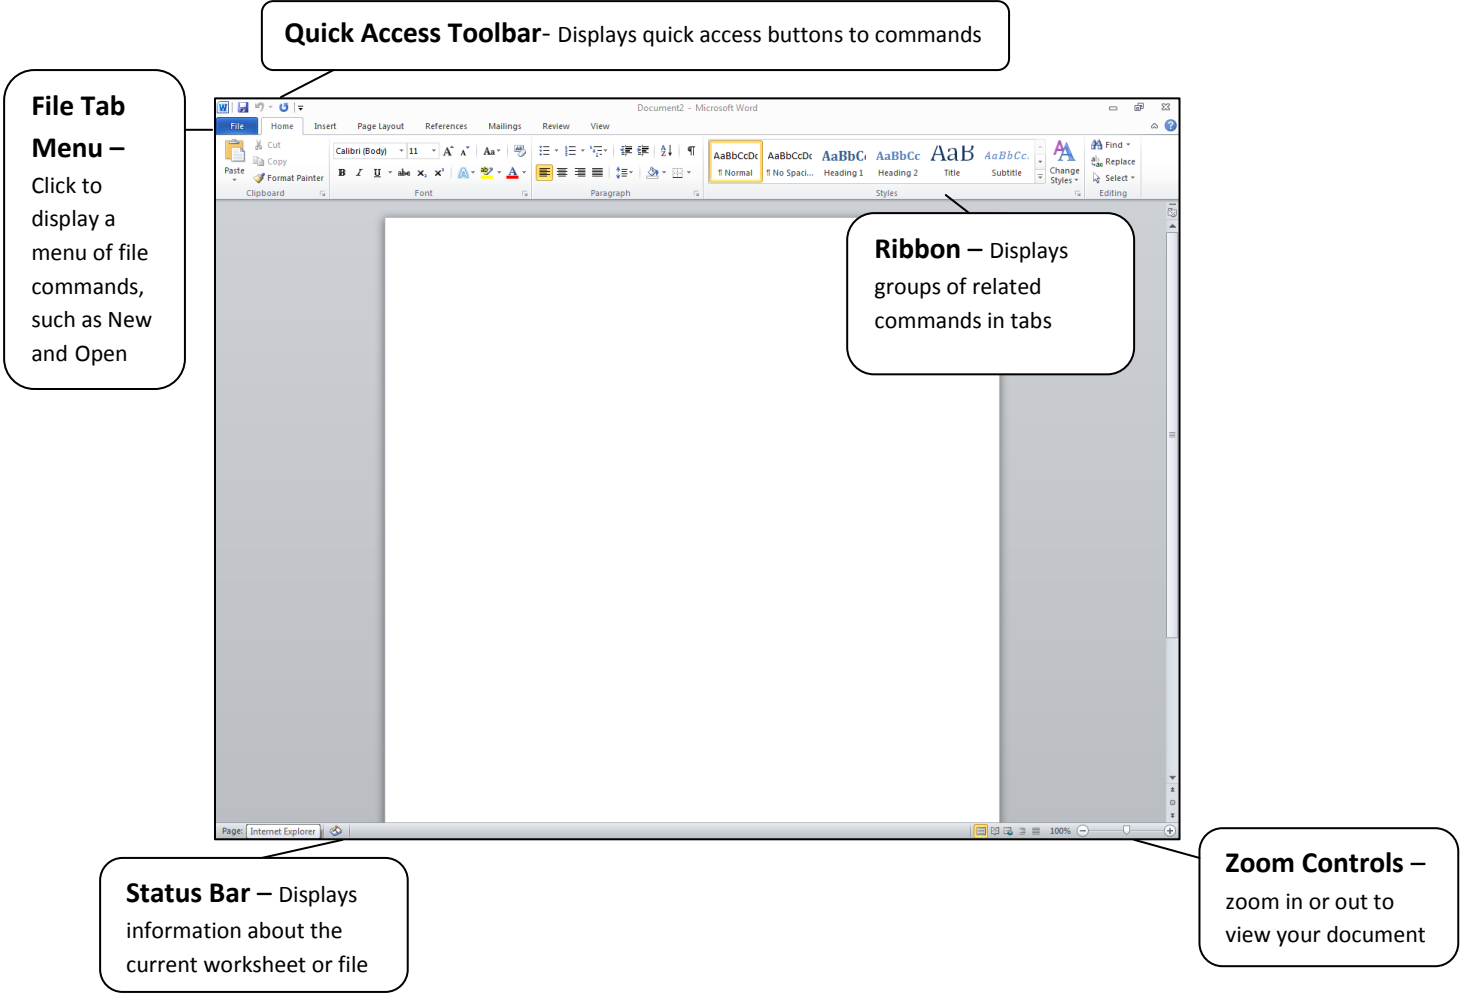 Quick Access Toolbar- Displays quick access buttons to commands
File Tab
Menu –
Click to
display a
menu of file
commands,
such as New
and Open
Document2 - Microsoft Word
File Home Insert Page Layout References Mailings Review View
Paste
Cut
Copy
Format Painter
Clipboard
Calibri (Body) 11
Aa
B I U abc x₂ x² A A
Font
Paragraph
AaBbCcDc AaBbCcDc AaBbC AaBbCc AaB AaBbCc.
¶ Normal ¶ No Spaci... Heading 1 Heading 2 Title Subtitle
Change
Styles
Styles
Find
Replace
Select
Editing
Ribbon – Displays
groups of related
commands in tabs
Page: Internet Explorer
100%
Status Bar – Displays
information about the
current worksheet or file
Zoom Controls –
zoom in or out to
view your document